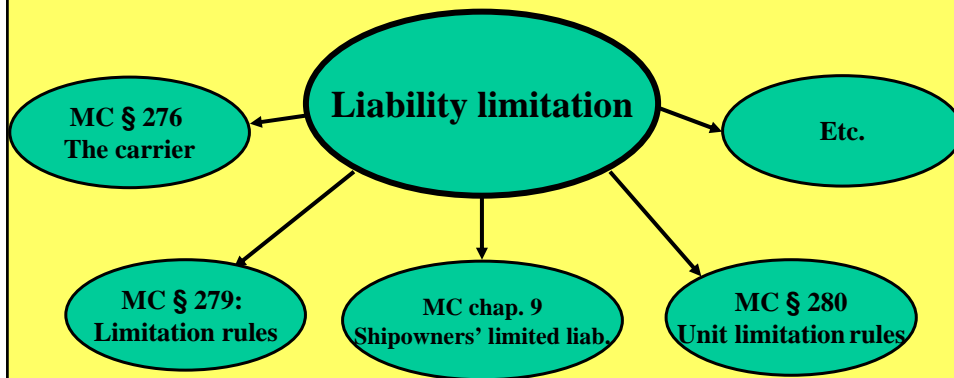 Liability limitation
MC § 276
The carrier
Etc.
MC § 279:
Limitation rules
MC chap. 9
Shipowners’ limited liab.
MC § 280
Unit limitation rules